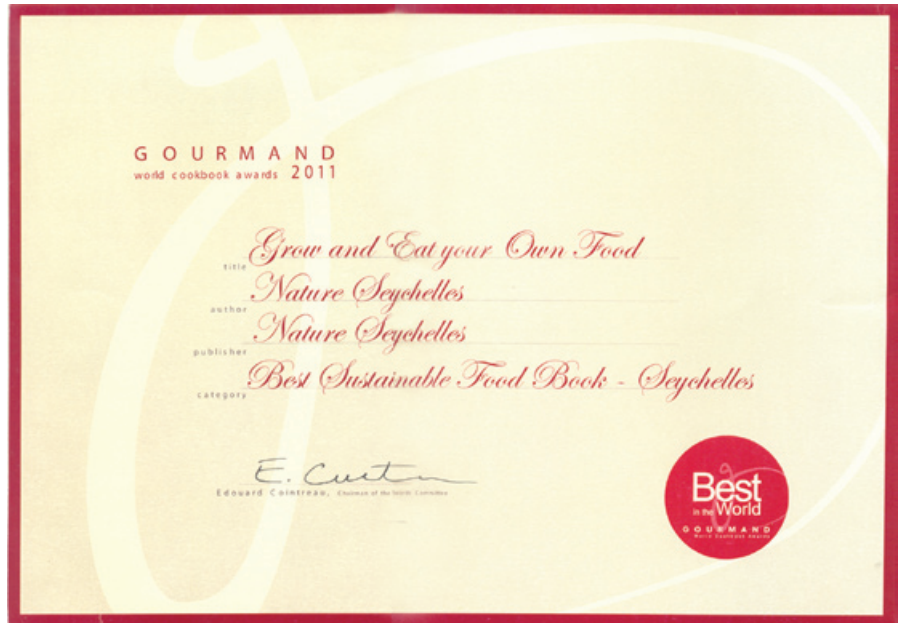 GOURMAND
world cookbook awards 2011
title Grow and Eat your Own Food
author Nature Seychelles
publisher Nature Seychelles
category Best Sustainable Food Book - Seychelles
Edouard Cointreau, Chairman of the World Committee
Best
in the World
GOURMAND
World Cookbook Awards